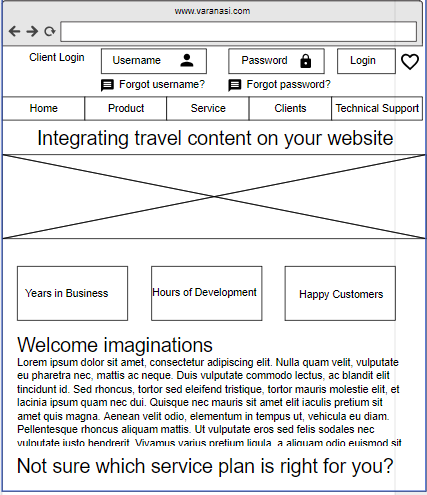 www.varanasi.com
Client Login Username Password Login
Forgot username? Forgot password?
Home Product Service Clients Technical Support
Integrating travel content on your website
Years in Business Hours of Development Happy Customers
Welcome imaginations
Lorem ipsum dolor sit amet, consectetur adipiscing elit. Nulla quam velit, vulputate
eu pharetra nec, mattis ac neque. Duis vulputate commodo lectus, ac blandit elit
tincidunt id. Sed rhoncus, tortor sed eleifend tristique, tortor mauris molestie elit, et
lacinia ipsum quam nec dui. Quisque nec mauris sit amet elit iaculis pretium sit
amet quis magna. Aenean velit odio, elementum in tempus ut, vehicula eu diam.
Pellentesque rhoncus aliquam mattis. Ut vulputate eros sed felis sodales nec
vulputate justo hendrerit. Vivamus varius pretium ligula, a aliquam odio euismod sit
Not sure which service plan is right for you?